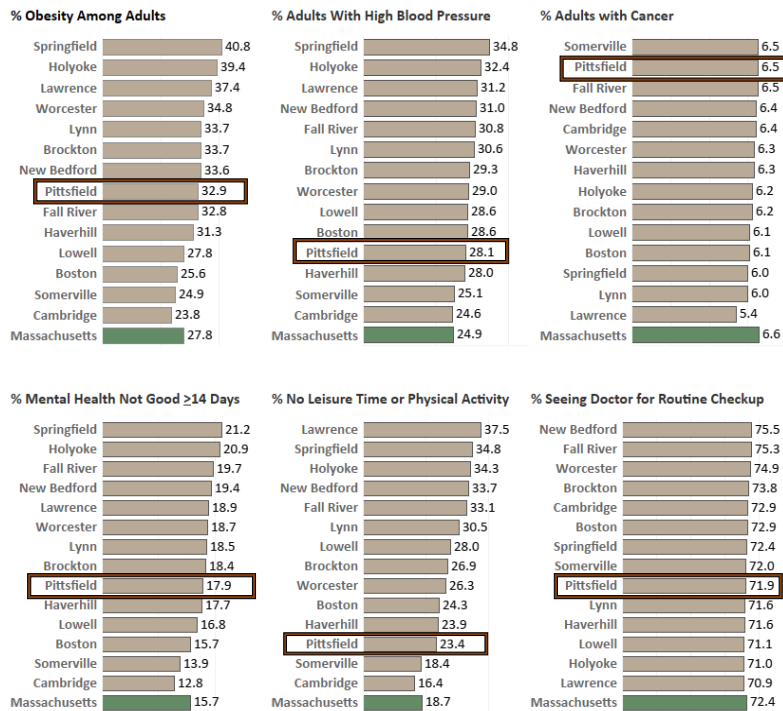 % Obesity Among Adults
Springfield 40.8
Holyoke 39.4
Lawrence 37.4
Worcester 34.8
Lynn 33.7
Brockton 33.7
New Bedford 33.6
Pittsfield 32.9
Fall River 32.8
Haverhill 31.3
Lowell 27.8
Boston 25.6
Somerville 24.9
Cambridge 23.8
Massachusetts 27.8
% Adults With High Blood Pressure
Springfield 34.8
Holyoke 32.4
Lawrence 31.2
New Bedford 31.0
Fall River 30.8
Lynn 30.6
Brockton 29.3
Worcester 29.0
Lowell 28.6
Boston 28.6
Pittsfield 28.1
Haverhill 28.0
Somerville 25.1
Cambridge 24.6
Massachusetts 24.9
% Adults with Cancer
Somerville 6.5
Pittsfield 6.5
Fall River 6.5
New Bedford 6.4
Cambridge 6.4
Worcester 6.3
Haverhill 6.3
Holyoke 6.2
Brockton 6.2
Lowell 6.1
Boston 6.1
Springfield 6.0
Lynn 6.0
Lawrence 5.4
Massachusetts 6.6
% Mental Health Not Good ≥14 Days
Springfield 21.2
Holyoke 20.9
Fall River 19.7
New Bedford 19.4
Lawrence 18.9
Worcester 18.7
Lynn 18.5
Brockton 18.4
Pittsfield 17.9
Haverhill 17.7
Lowell 16.8
Boston 15.7
Somerville 13.9
Cambridge 12.8
Massachusetts 15.7
% No Leisure Time or Physical Activity
Lawrence 37.5
Springfield 34.8
Holyoke 34.3
New Bedford 33.7
Fall River 33.1
Lynn 30.5
Lowell 28.0
Brockton 26.9
Worcester 26.3
Boston 24.3
Haverhill 23.9
Pittsfield 23.4
Somerville 18.4
Cambridge 16.4
Massachusetts 18.7
% Seeing Doctor for Routine Checkup
New Bedford 75.5
Fall River 75.3
Worcester 74.9
Brockton 73.8
Cambridge 72.9
Boston 72.9
Springfield 72.4
Somerville 72.0
Pittsfield 71.9
Lynn 71.6
Haverhill 71.6
Lowell 71.1
Holyoke 71.0
Lawrence 70.9
Massachusetts 72.4